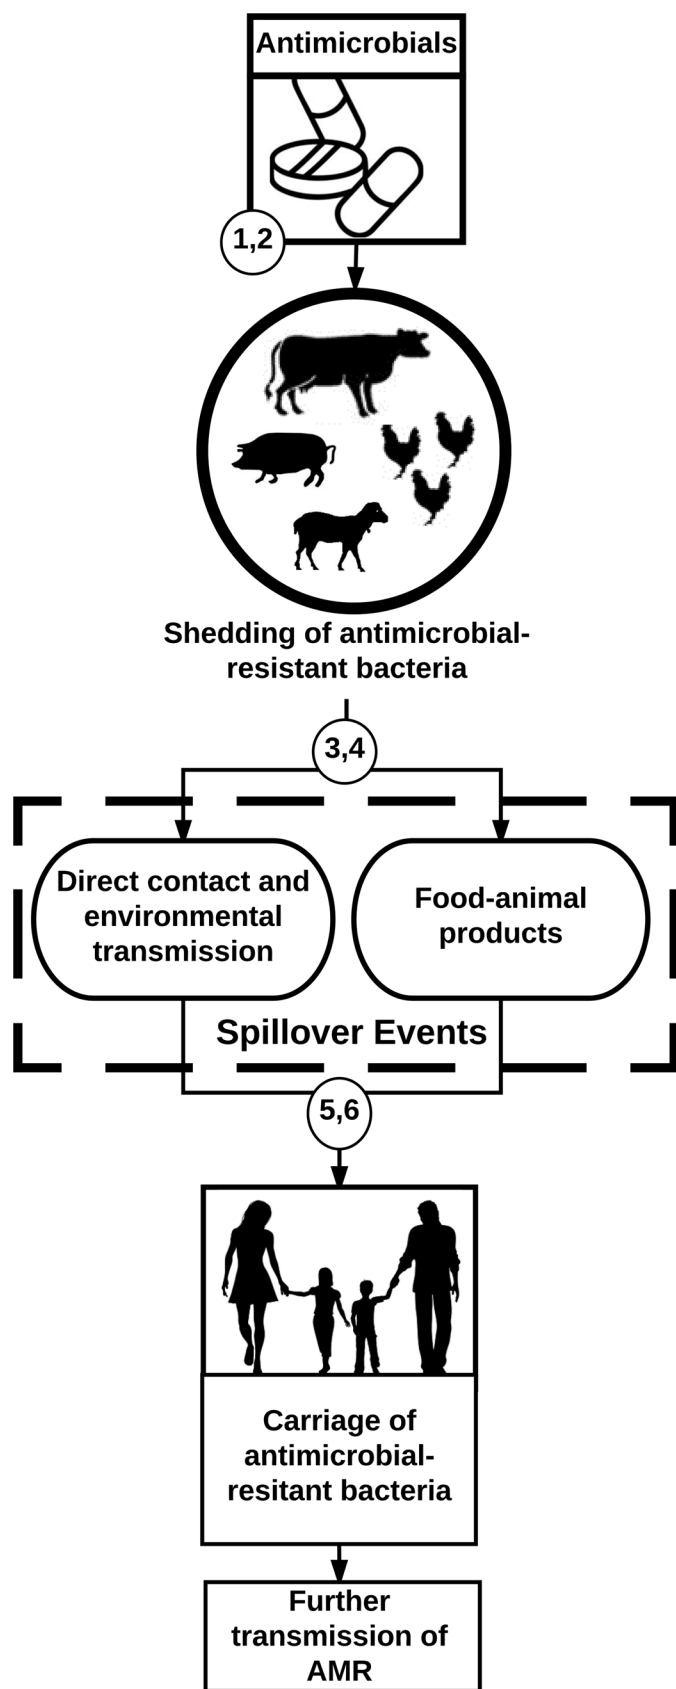 Antimicrobials
1,2
Shedding of antimicrobial-
resistant bacteria
3,4
Direct contact and
environmental
transmission
Food-animal
products
Spillover Events
5,6
Carriage of
antimicrobial-
resitant bacteria
Further
transmission of
AMR